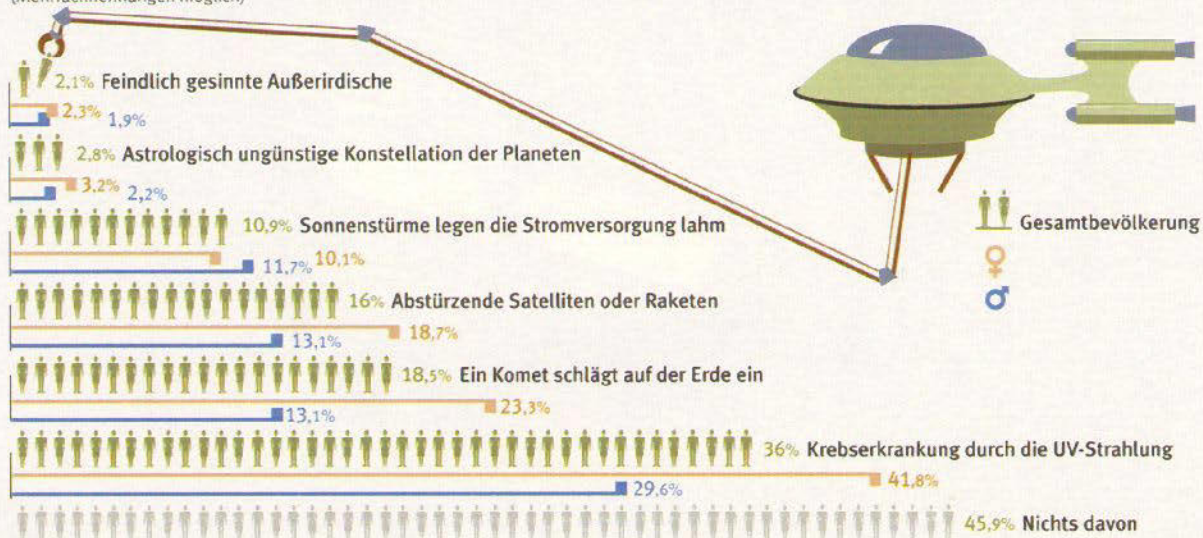 (Mehrfachnennungen möglich)
2,1% Feindlich gesinnte Außerirdische
2,3%
1,9%
2,8% Astrologisch ungünstige Konstellation der Planeten
3,2%
2,2%
10,9% Sonnenstürme legen die Stromversorgung lahm
11,7% 10,1%
Gesamtbevölkerung
♀
♂
16% Abstürzende Satelliten oder Raketen
18,7%
13,1%
18,5% Ein Komet schlägt auf der Erde ein
23,3%
13,1%
36% Krebserkrankung durch die UV-Strahlung
41,8%
29,6%
45,9% Nichts davon